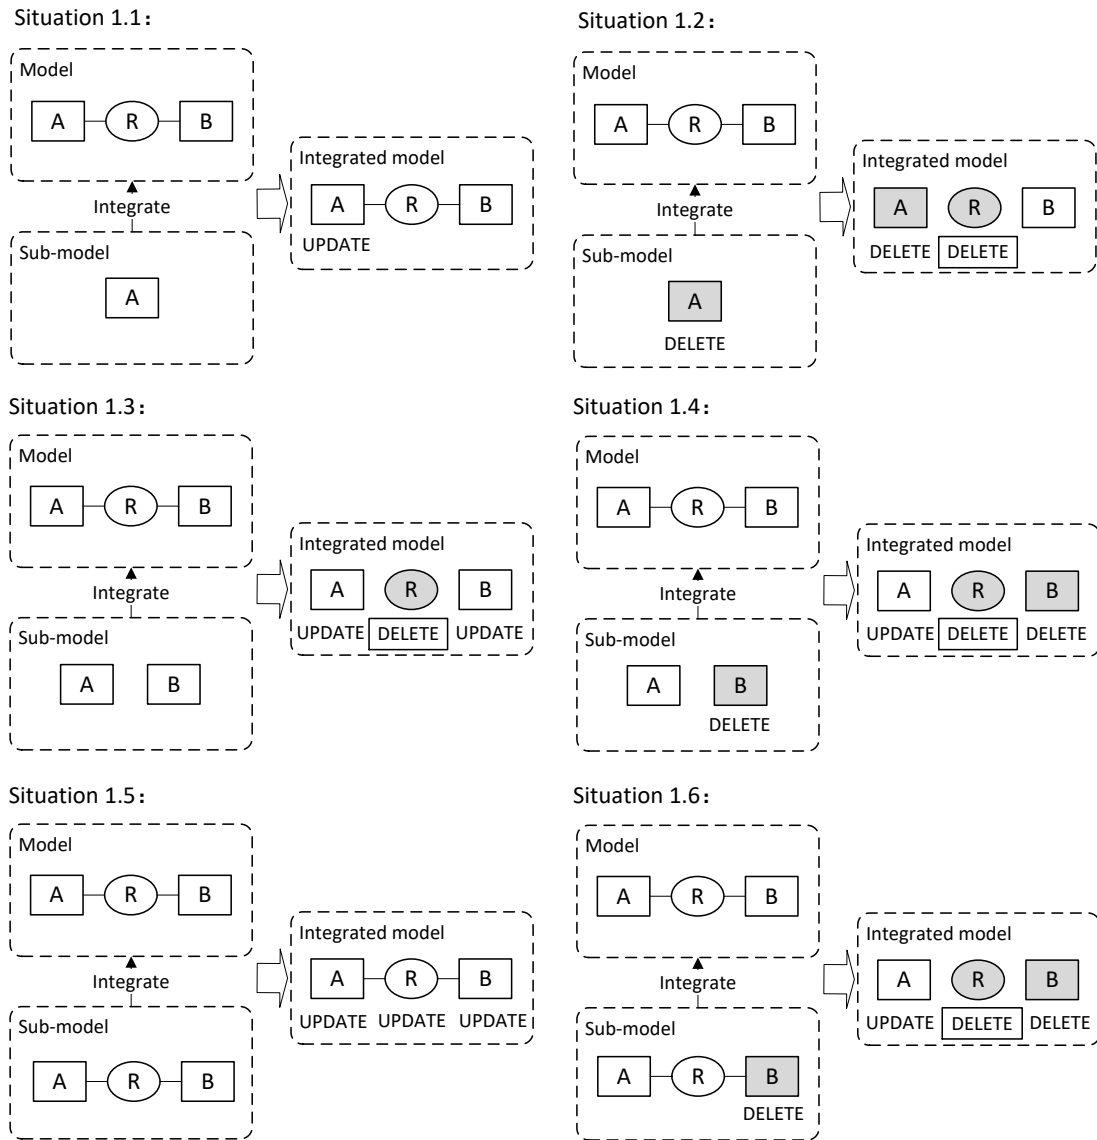 Situation 1.1:
Model
A R B
Integrate
Sub-model
A
Integrated model
A R B
UPDATE
Situation 1.2:
Model
A R B
Integrate
Sub-model
A
DELETE
Integrated model
A R B
DELETE DELETE
Situation 1.3:
Model
A R B
Integrate
Sub-model
A B
Integrated model
A R B
UPDATE DELETE UPDATE
Situation 1.4:
Model
A R B
Integrate
Sub-model
A B
DELETE
Integrated model
A R B
UPDATE DELETE DELETE
Situation 1.5:
Model
A R B
Integrate
Sub-model
A R B
Integrated model
A R B
UPDATE UPDATE UPDATE
Situation 1.6:
Model
A R B
Integrate
Sub-model
A R B
DELETE
Integrated model
A R B
UPDATE DELETE DELETE